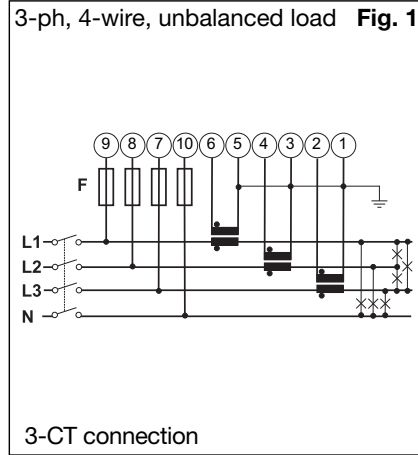 3-ph, 4-wire, unbalanced load Fig. 1
9 8 7 10 6 5 4 3 2 1
F
L1
L2
L3
N
3-CT connection